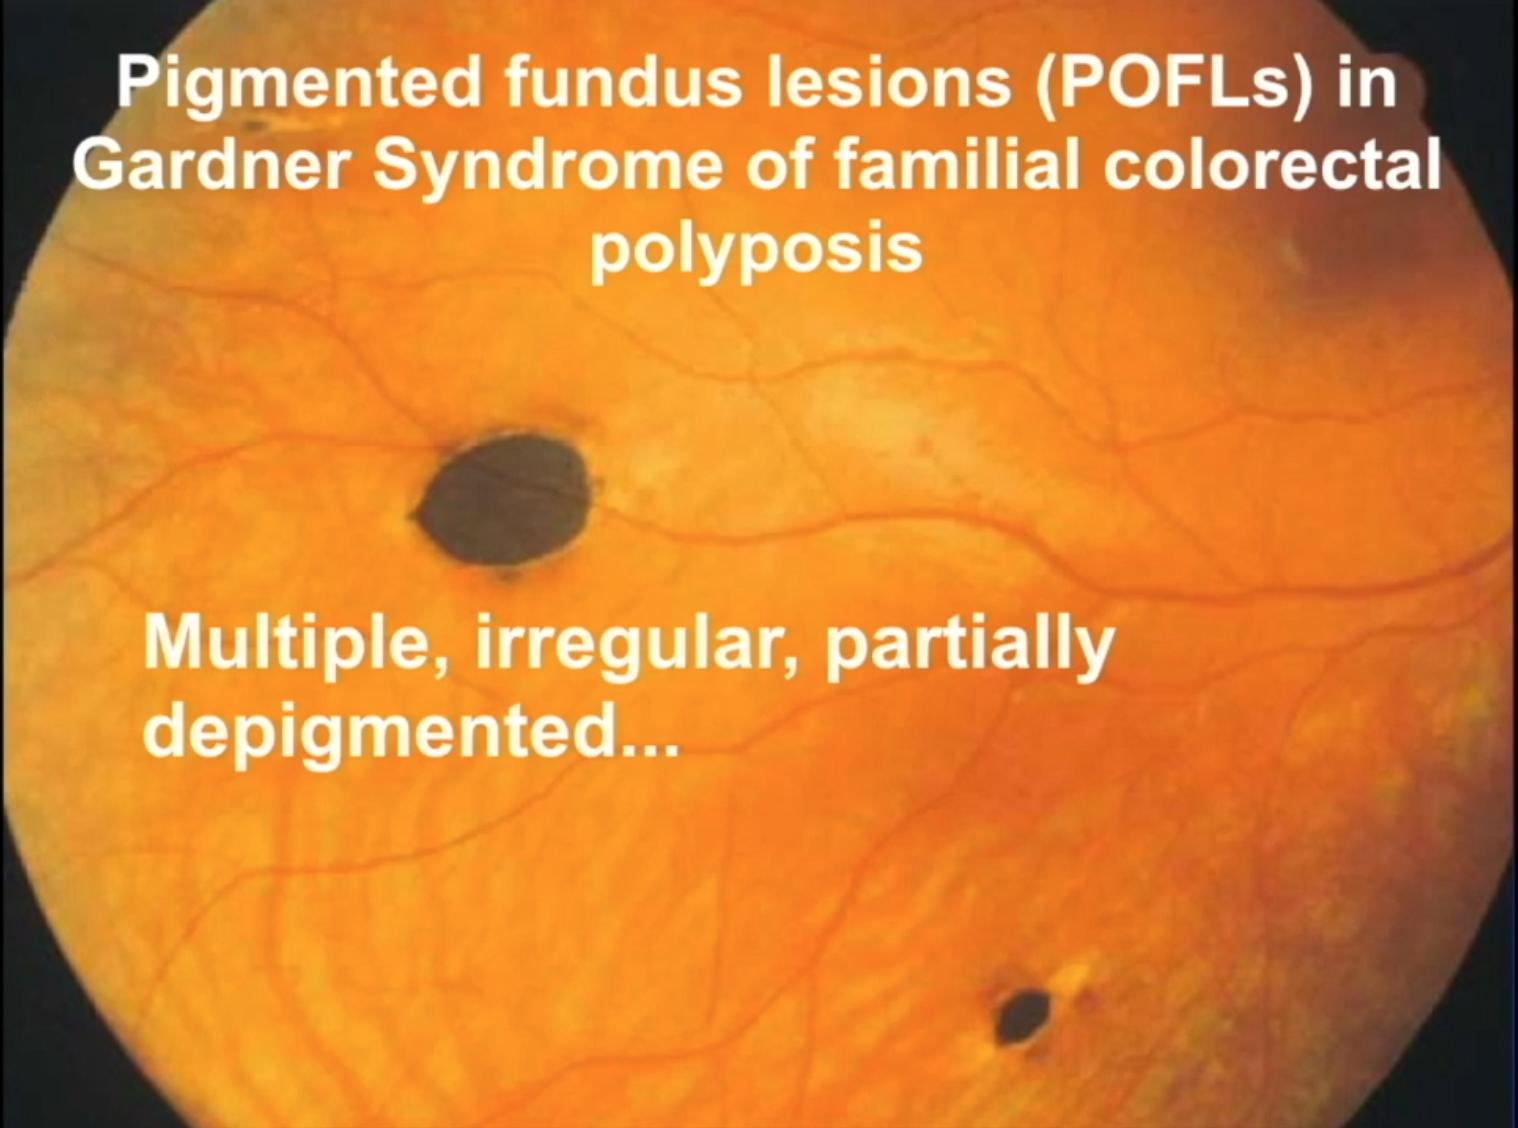 Pigmented fundus lesions (POFLs) in
Gardner Syndrome of familial colorectal
polyposis
Multiple, irregular, partially
depigmented...